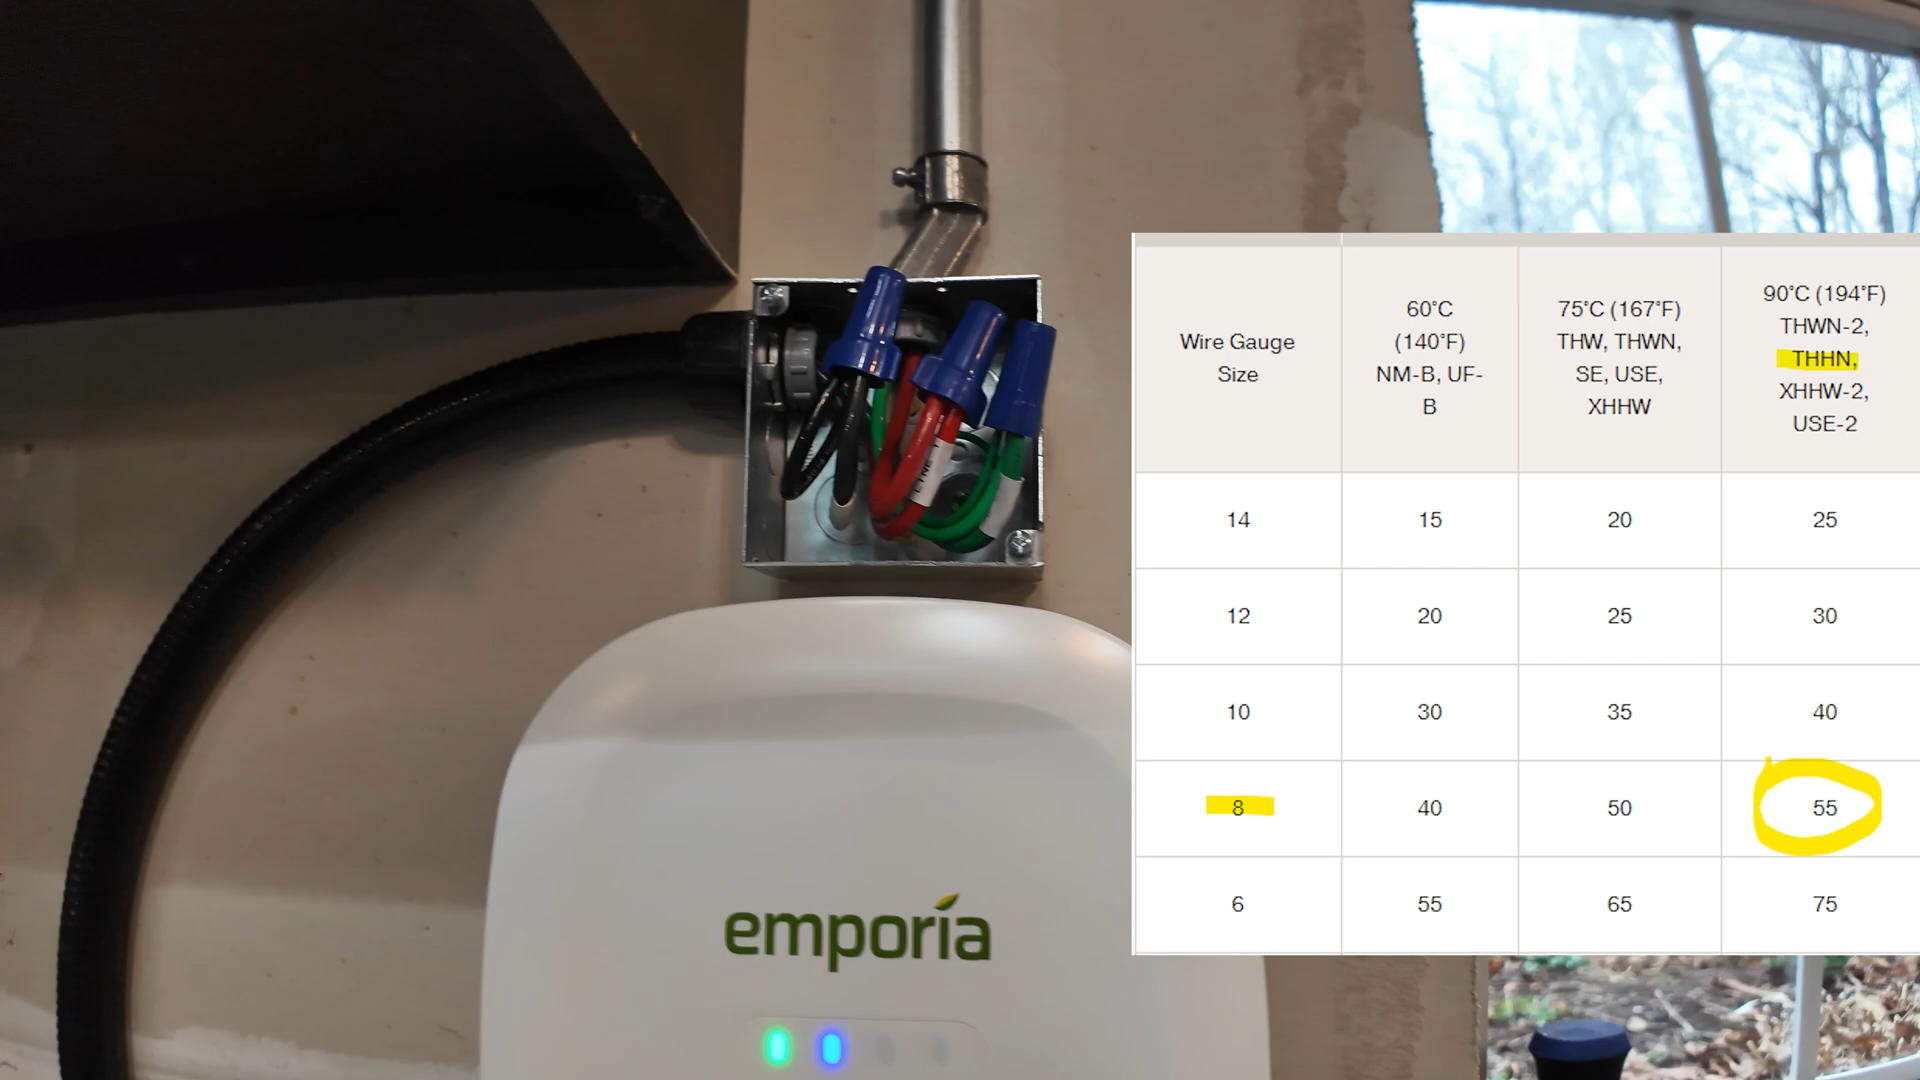 LINE 1
emporia
Wire Gauge
Size
60°C
(140°F)
NM-B, UF-
B
75°C (167°F)
THW, THWN,
SE, USE,
XHHW
90°C (194°F)
THWN-2,
THHN,
XHHW-2,
USE-2
14 15 20 25
12 20 25 30
10 30 35 40
8 40 50 55
6 55 65 75